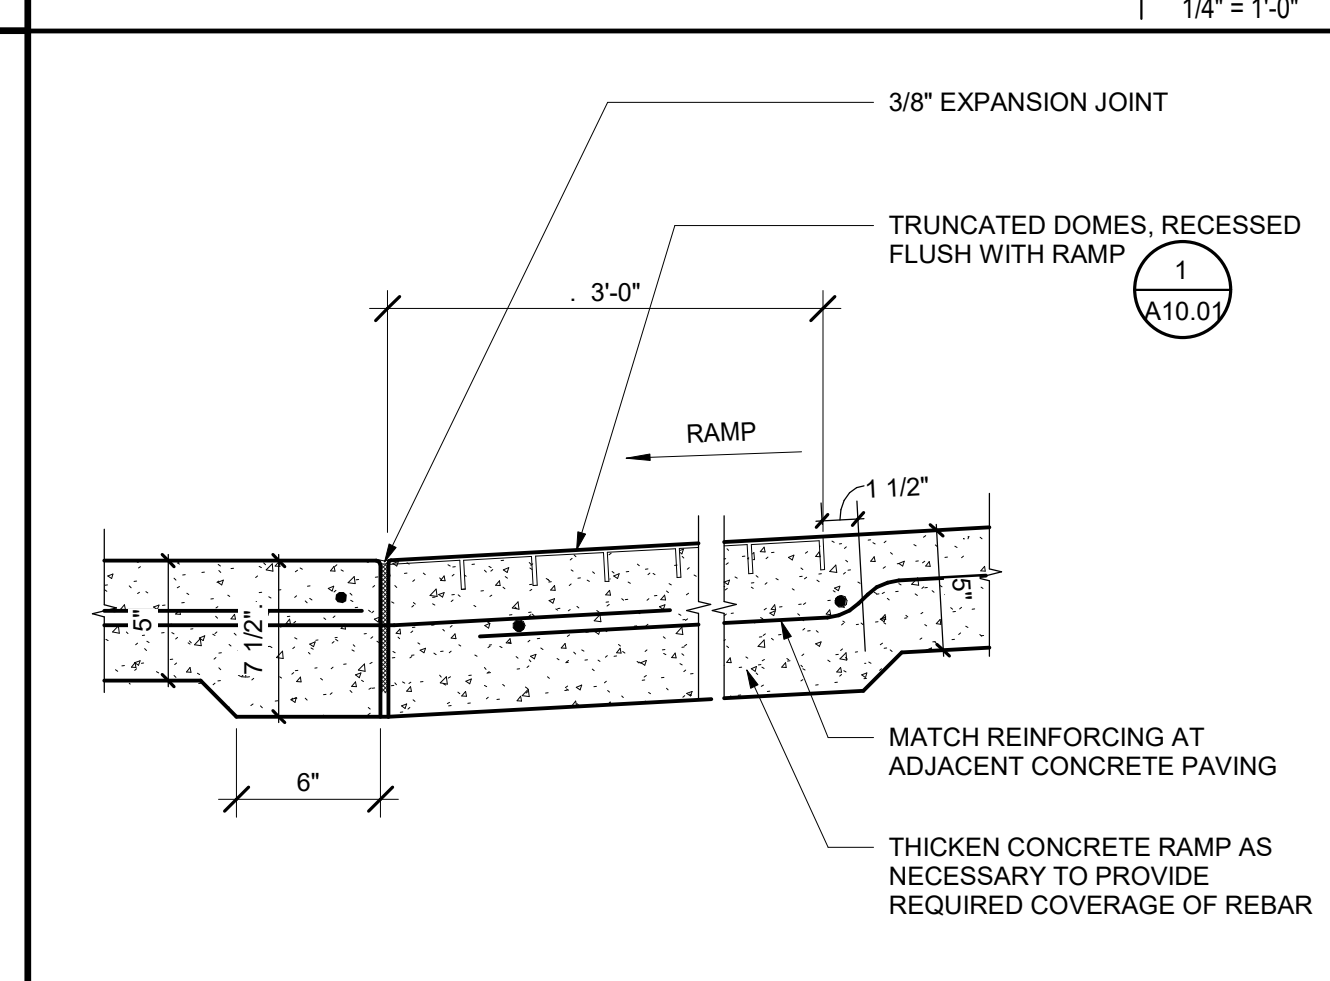 1/4" = 1'-0"
3/8" EXPANSION JOINT
TRUNCATED DOMES, RECESSED
FLUSH WITH RAMP
1
A10.01
. 3'-0"
RAMP
1 1/2"
5"
7 1/2"
5"
6"
MATCH REINFORCING AT
ADJACENT CONCRETE PAVING
THICKEN CONCRETE RAMP AS
NECESSARY TO PROVIDE
REQUIRED COVERAGE OF REBAR